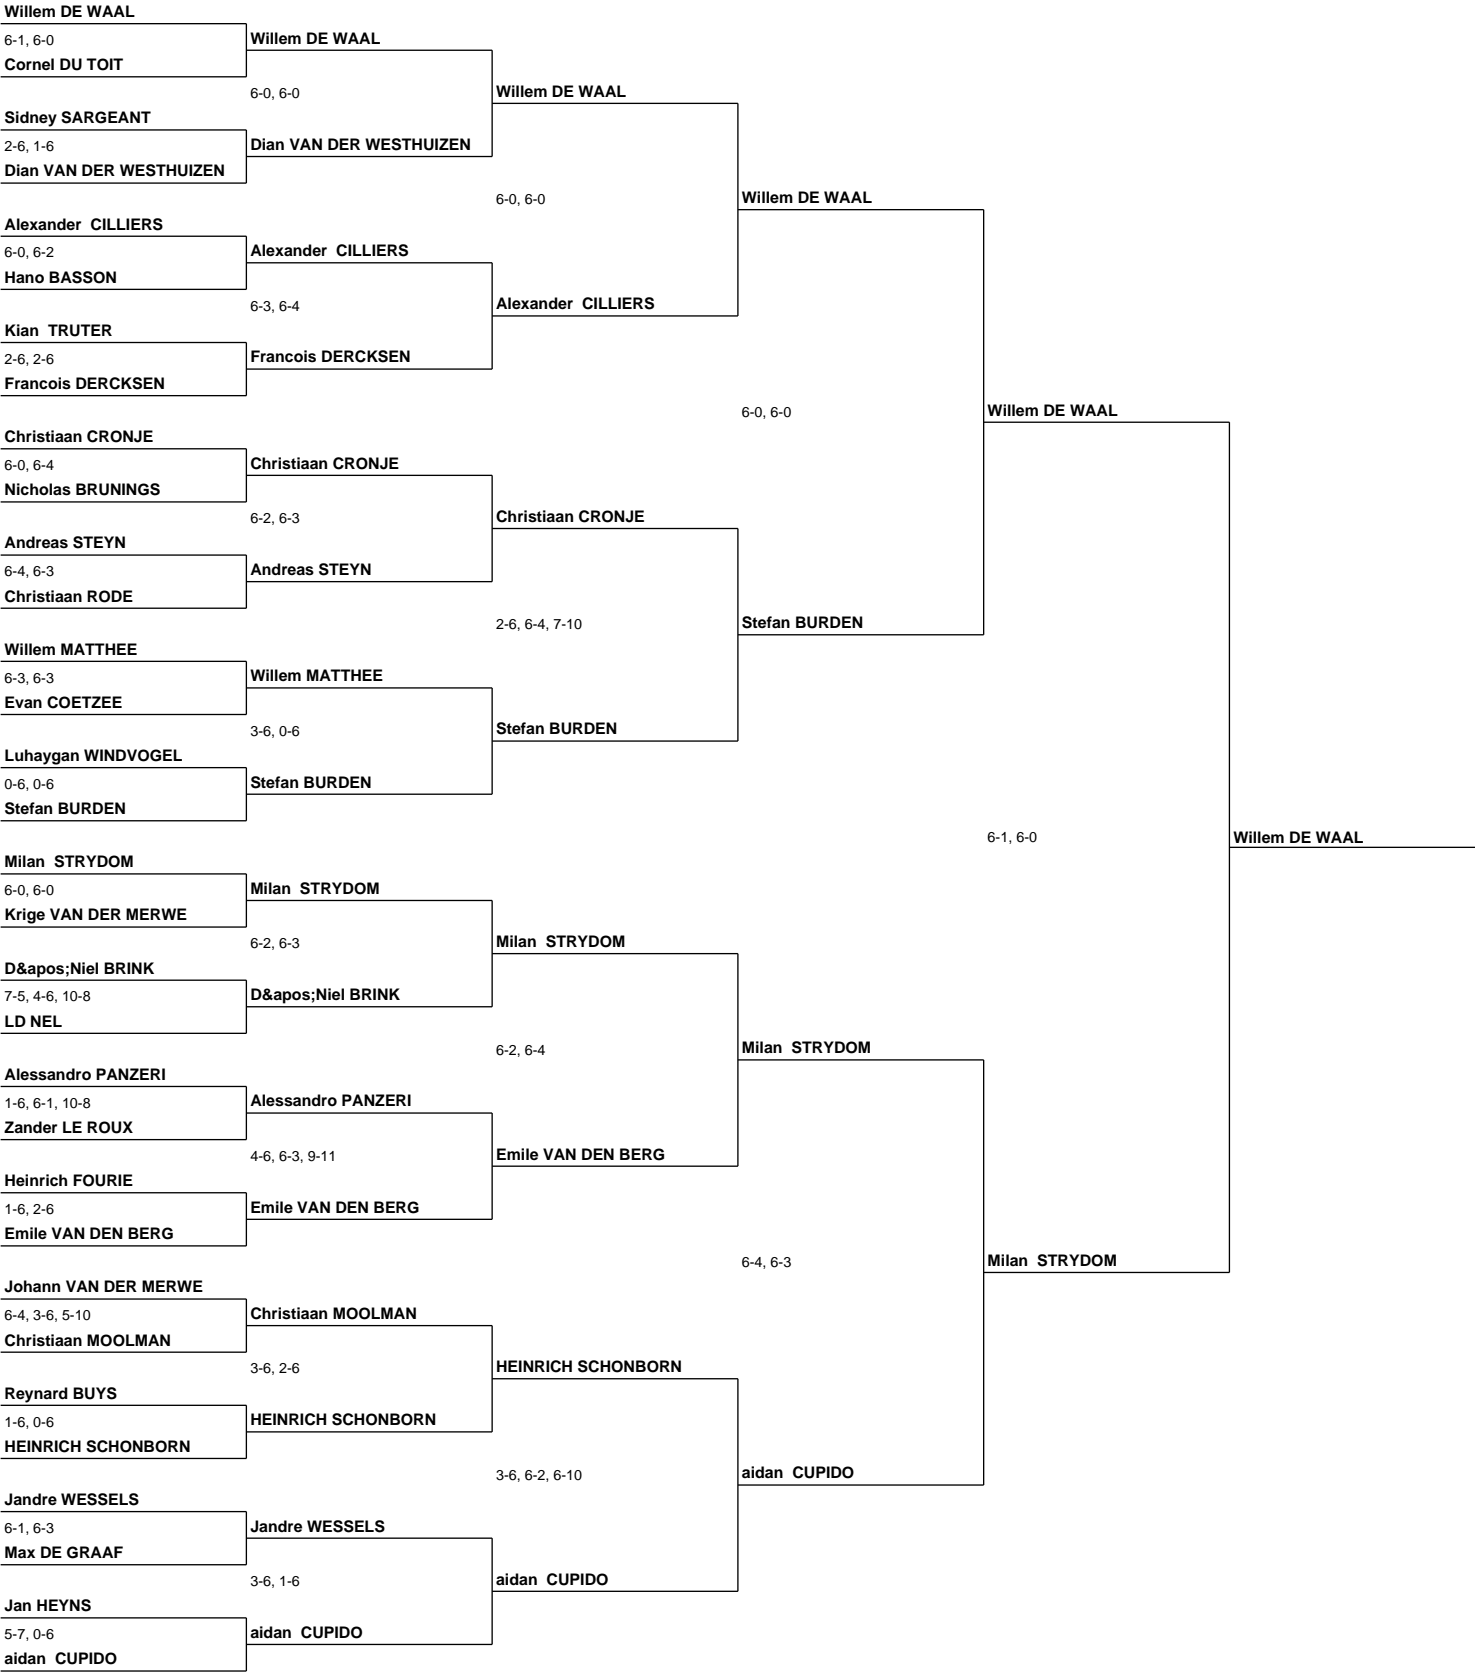 Willem DE WAAL
6-1, 6-0
Cornel DU TOIT
Sidney SARGEANT
2-6, 1-6
Dian VAN DER WESTHUIZEN
Alexander  CILLIERS
6-0, 6-2
Hano BASSON
Kian  TRUTER
2-6, 2-6
Francois DERCKSEN
Christiaan CRONJE
6-0, 6-4
Nicholas BRUNINGS
Andreas STEYN
6-4, 6-3
Christiaan RODE
Willem MATTHEE
6-3, 6-3
Evan COETZEE
Luhaygan WINDVOGEL
0-6, 0-6
Stefan BURDEN
Milan  STRYDOM
6-0, 6-0
Krige VAN DER MERWE
D&apos;Niel BRINK
7-5, 4-6, 10-8
LD NEL
Alessandro PANZERI
1-6, 6-1, 10-8
Zander LE ROUX
Heinrich FOURIE
1-6, 2-6
Emile VAN DEN BERG
Johann VAN DER MERWE
6-4, 3-6, 5-10
Christiaan MOOLMAN
Reynard BUYS
1-6, 0-6
HEINRICH SCHONBORN
Jandre WESSELS
6-1, 6-3
Max DE GRAAF
Jan HEYNS
5-7, 0-6
aidan  CUPIDO
Willem DE WAAL
6-0, 6-0
Dian VAN DER WESTHUIZEN
Alexander  CILLIERS
6-3, 6-4
Francois DERCKSEN
Christiaan CRONJE
6-2, 6-3
Andreas STEYN
Willem MATTHEE
3-6, 0-6
Stefan BURDEN
Milan  STRYDOM
6-2, 6-3
D&apos;Niel BRINK
Alessandro PANZERI
4-6, 6-3, 9-11
Emile VAN DEN BERG
Christiaan MOOLMAN
3-6, 2-6
HEINRICH SCHONBORN
Jandre WESSELS
3-6, 1-6
aidan  CUPIDO
Willem DE WAAL
6-0, 6-0
Alexander  CILLIERS
Christiaan CRONJE
2-6, 6-4, 7-10
Stefan BURDEN
Milan  STRYDOM
6-2, 6-4
Emile VAN DEN BERG
HEINRICH SCHONBORN
3-6, 6-2, 6-10
aidan  CUPIDO
Willem DE WAAL
6-0, 6-0
Stefan BURDEN
Milan  STRYDOM
6-4, 6-3
aidan  CUPIDO
Willem DE WAAL
6-1, 6-0
Milan  STRYDOM
Willem DE WAAL